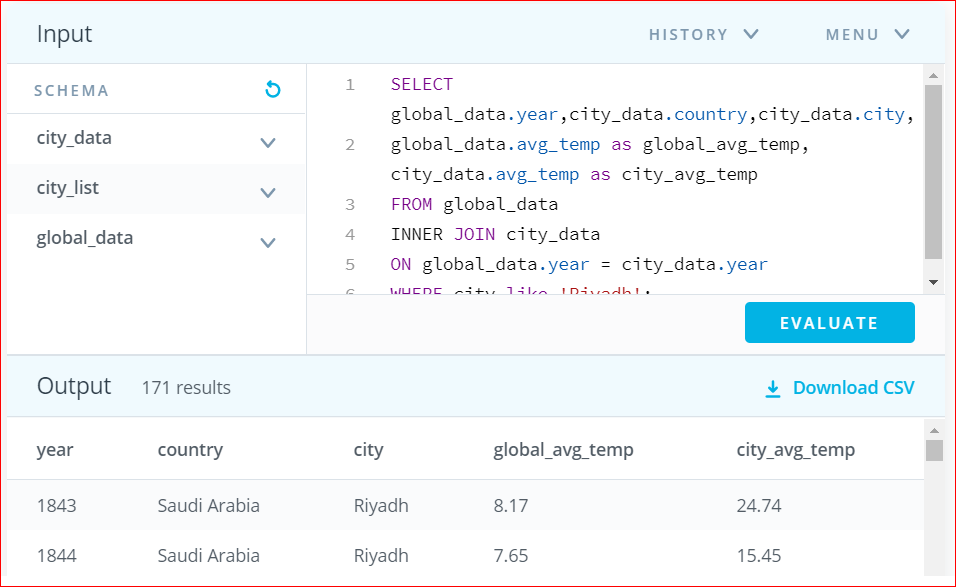 Input
HISTORY
MENU
SCHEMA
city_data
city_list
global_data
1 SELECT
global_data.year,city_data.country,city_data.city,
2 global_data.avg_temp as global_avg_temp,
city_data.avg_temp as city_avg_temp
3 FROM global_data
4 INNER JOIN city_data
5 ON global_data.year = city_data.year
6 WHERE city like 'Riyadh';
EVALUATE
Output 171 results
Download CSV
year country city global_avg_temp city_avg_temp
1843 Saudi Arabia Riyadh 8.17 24.74
1844 Saudi Arabia Riyadh 7.65 15.45